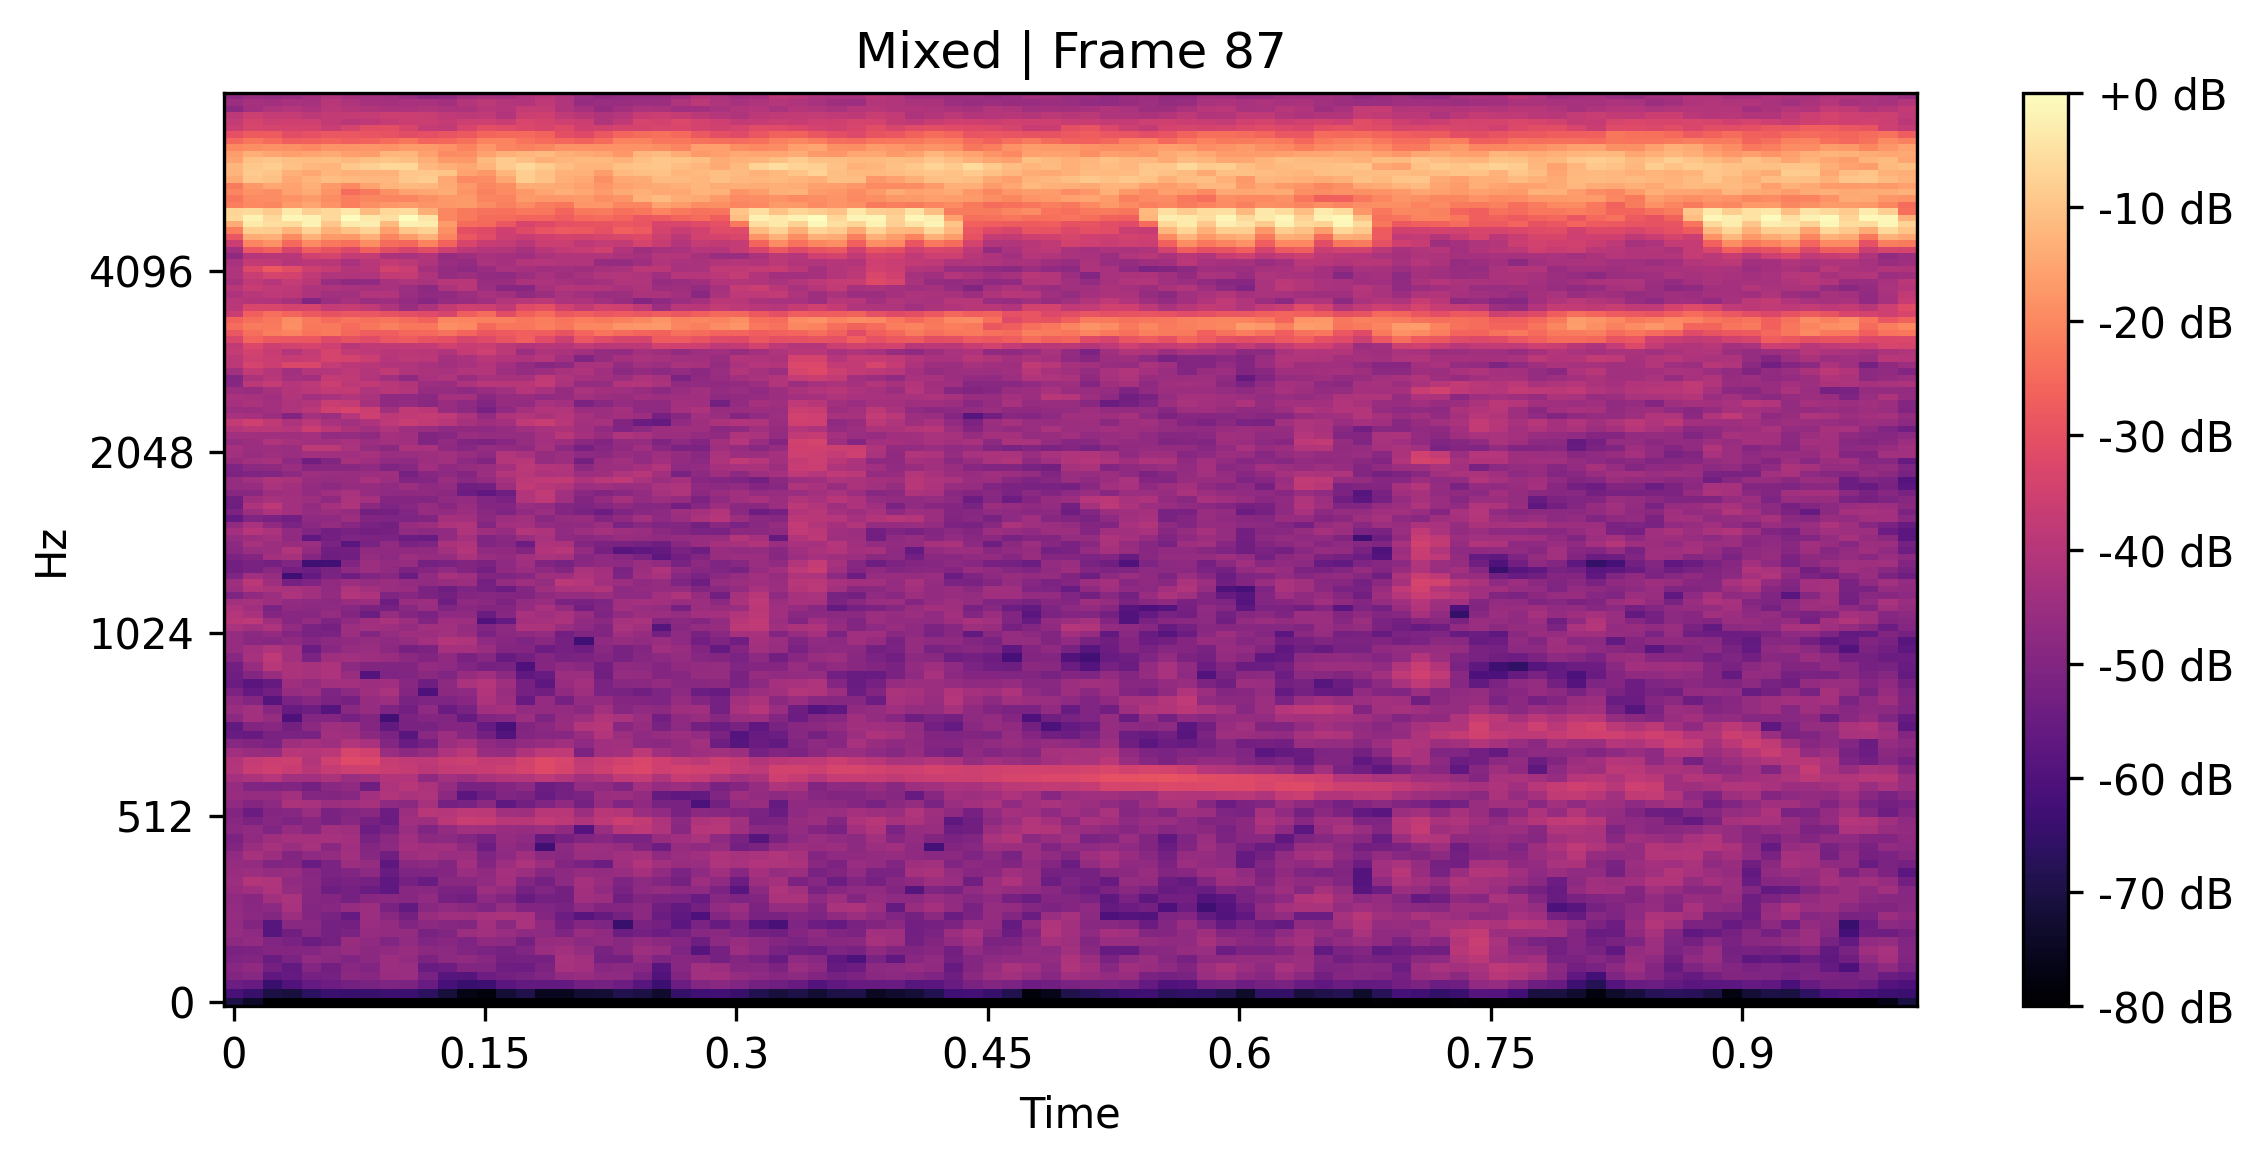 Mixed | Frame 87
Hz
4096
2048
1024
512
0
0 0.15 0.3 0.45 0.6 0.75 0.9
Time
+0 dB
-10 dB
-20 dB
-30 dB
-40 dB
-50 dB
-60 dB
-70 dB
-80 dB